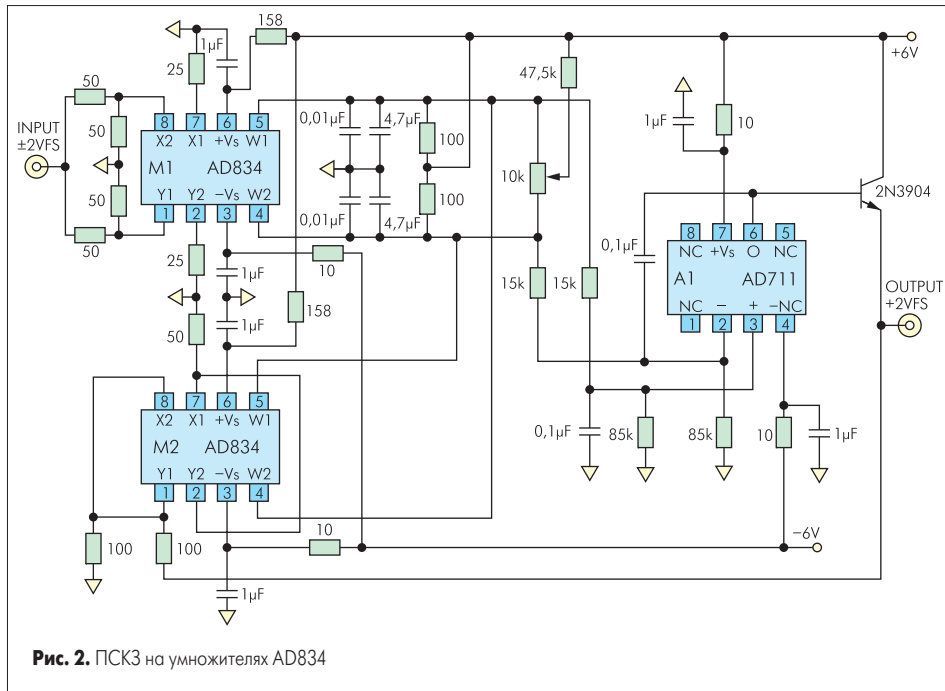 158
+6V
1µF
25
47,5k
50
INPUT
±2VFS
50
8 7 6 5
X2 X1 +Vs W1
M1 AD834
Y1 Y2 −Vs W2
1 2 3 4
50
50
0,01µF
4,7µF
100
100
0,01µF
4,7µF
10k
1µF
10
2N3904
25
1µF
10
158
1µF
50
15k
15k
0,1µF
8 7 6 5
NC +Vs O NC
A1 AD711
NC − + −NC
1 2 3 4
OUTPUT
+2VFS
8 7 6 5
X2 X1 +Vs W1
M2 AD834
Y1 Y2 −Vs W2
1 2 3 4
0,1µF
85k
85k
10
1µF
100
100
10
−6V
1µF
Рис. 2. ПСКЗ на умножителях AD834